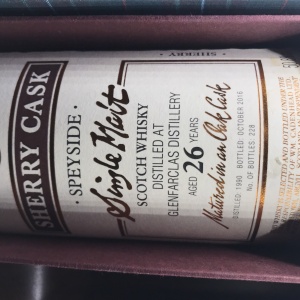 SHERRY CASK
· SPEYSIDE ·
Single Malt
SCOTCH WHISKY
DISTILLED AT
GLENFARCLAS DISTILLERY
AGED 26 YEARS
Matured in an Oak Cask
DISTILLED 1990 BOTTLED: OCTOBER 2016
No. OF BOTTLES: 228
· SHERRY ·